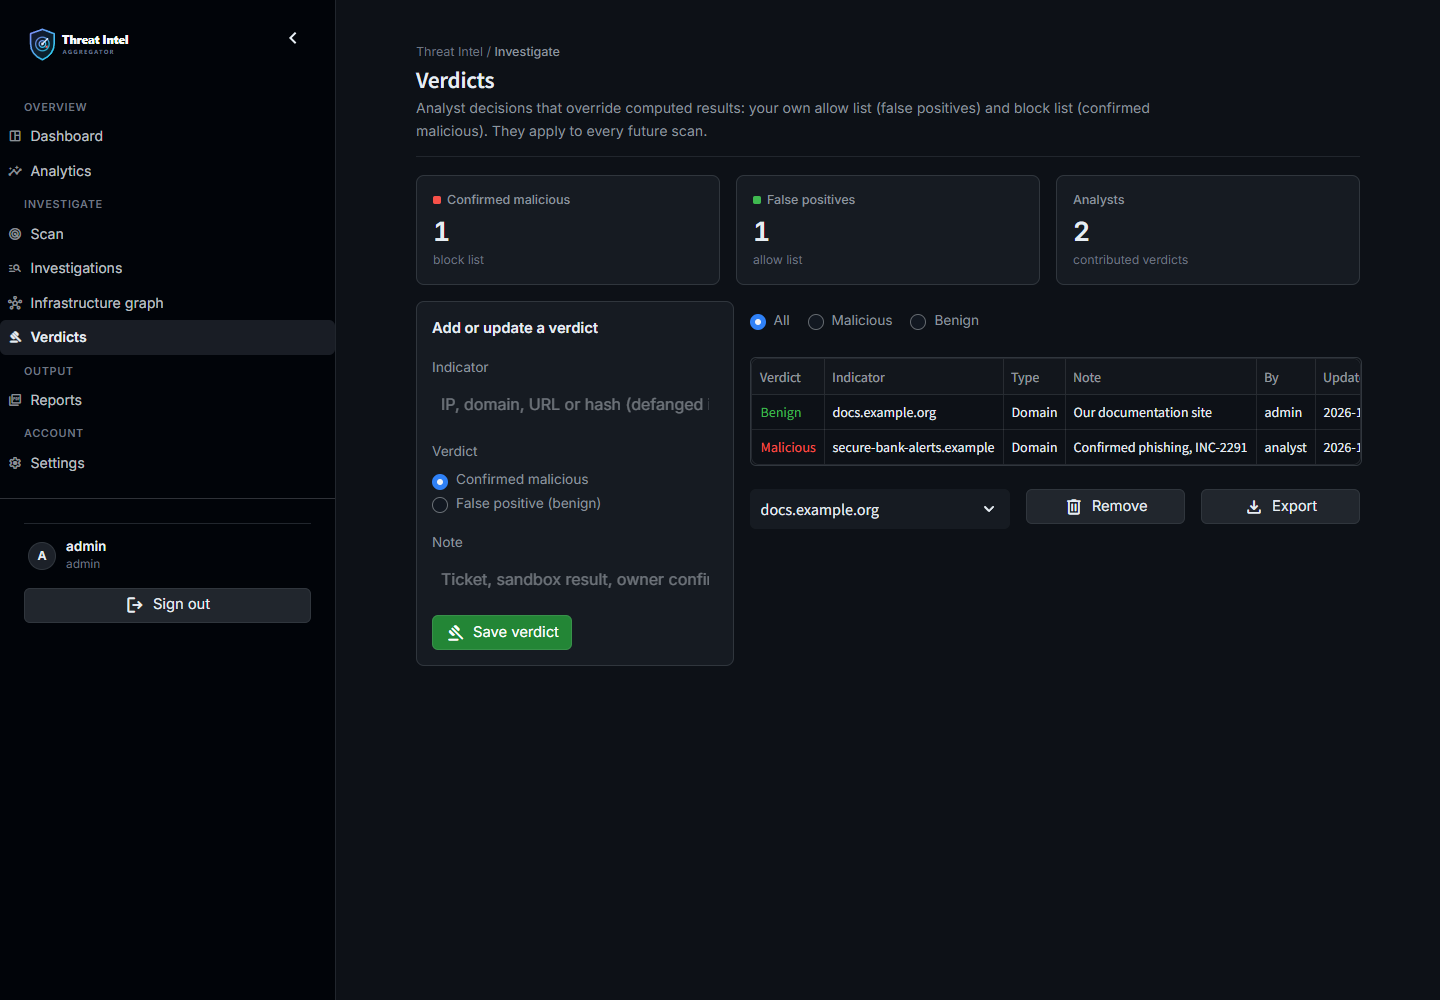 Threat Intel
AGGREGATOR
OVERVIEW
Dashboard
Analytics
INVESTIGATE
Scan
Investigations
Infrastructure graph
Verdicts
OUTPUT
Reports
ACCOUNT
Settings
A
admin
admin
Sign out
Threat Intel / Investigate
Verdicts
Analyst decisions that override computed results: your own allow list (false positives) and block list (confirmed
malicious). They apply to every future scan.
Confirmed malicious
1
block list
False positives
1
allow list
Analysts
2
contributed verdicts
Add or update a verdict
Indicator
IP, domain, URL or hash (defanged
Verdict
Confirmed malicious
False positive (benign)
Note
Ticket, sandbox result, owner confi
Save verdict
All Malicious Benign
Verdict Indicator Type Note By Updat
Benign docs.example.org Domain Our documentation site admin 2026-1
Malicious secure-bank-alerts.example Domain Confirmed phishing, INC-2291 analyst 2026-1
docs.example.org
Remove
Export